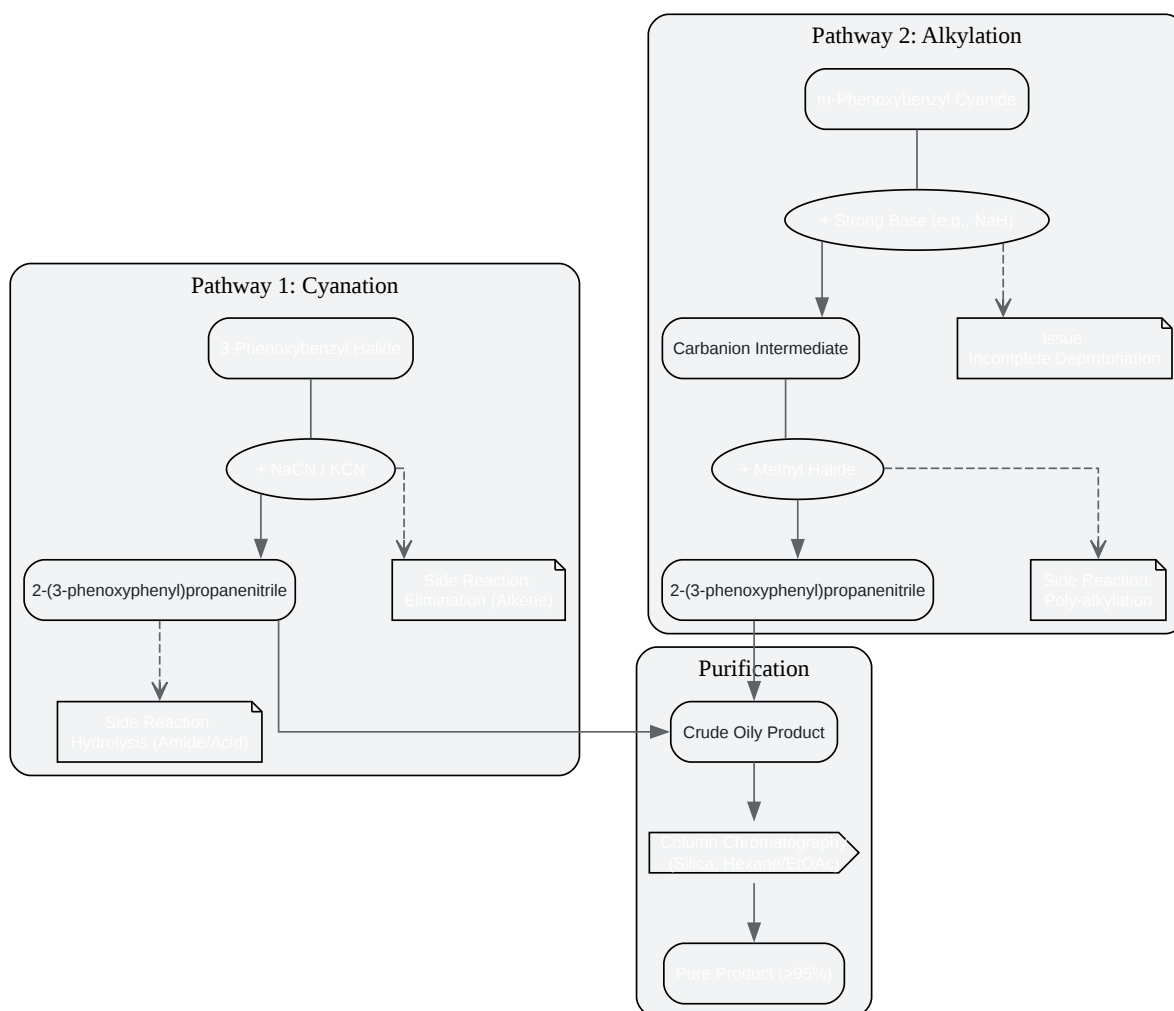 Pathway 2: Alkylation
m-Phenoxybenzyl Cyanide
+ Strong Base (e.g., NaH)
Carbanion Intermediate
Issue:
Incomplete Deprotonation
+ Methyl Halide
2-(3-phenoxyphenyl)propanenitrile
Side Reaction:
Poly-alkylation
Pathway 1: Cyanation
3-Phenoxybenzyl Halide
+ NaCN / KCN
2-(3-phenoxyphenyl)propanenitrile
Side Reaction:
Elimination (Alkene)
Side Reaction:
Hydrolysis (Amide/Acid)
Purification
Crude Oily Product
Column Chromatography
(Silica, Hexane/EtOAc)
Pure Product (>95%)